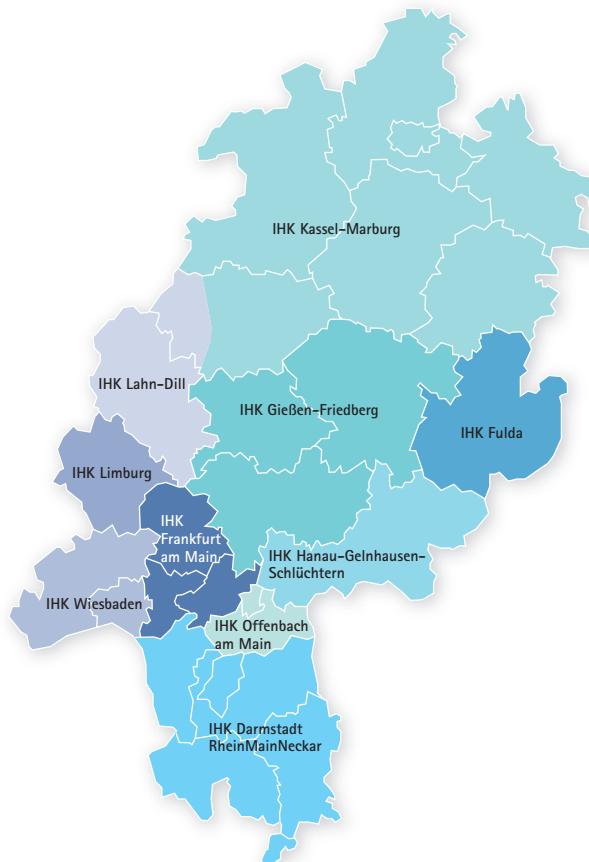 IHK Kassel-Marburg
IHK Lahn-Dill
IHK Gießen-Friedberg
IHK Fulda
IHK Limburg
IHK
Frankfurt
am Main
IHK Hanau-Gelnhausen-
Schlüchtern
IHK Wiesbaden
IHK Offenbach
am Main
IHK Darmstadt
RheinMainNeckar